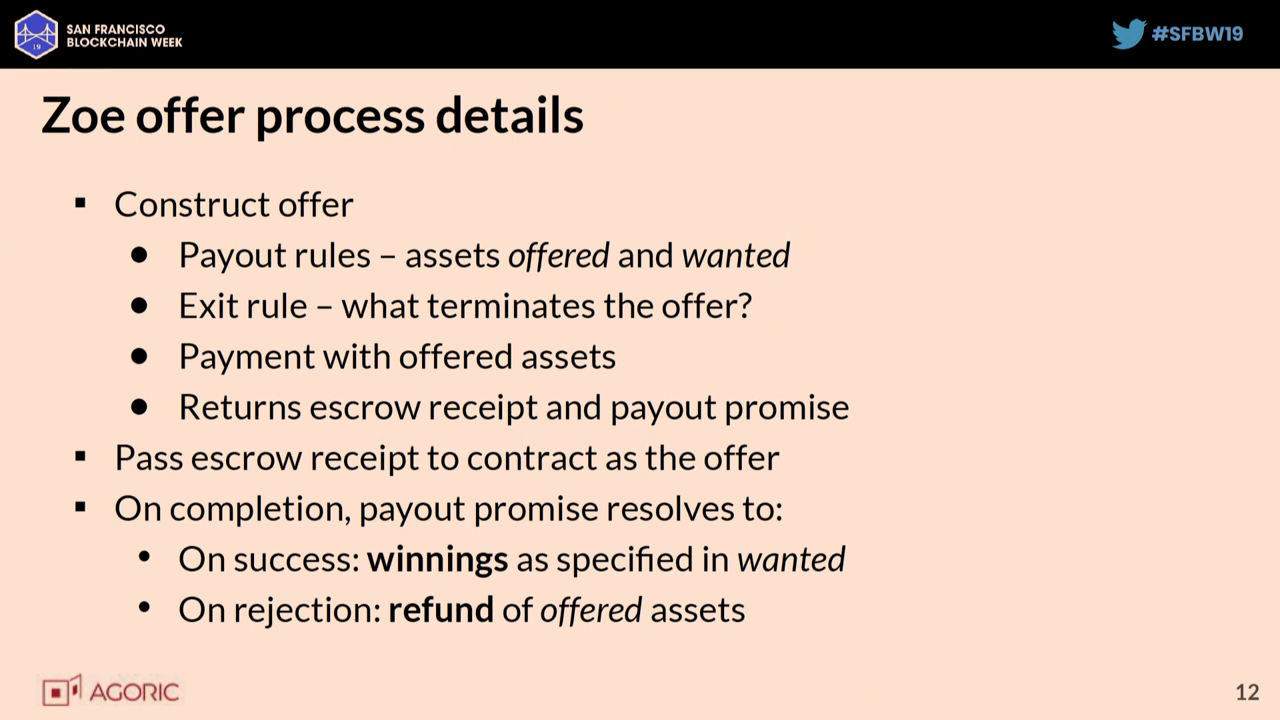 SAN FRANCISCO
BLOCKCHAIN WEEK
19
#SFBW19
Zoe offer process details
▪ Construct offer
● Payout rules – assets offered and wanted
● Exit rule – what terminates the offer?
● Payment with offered assets
● Returns escrow receipt and payout promise
▪ Pass escrow receipt to contract as the offer
▪ On completion, payout promise resolves to:
• On success: winnings as specified in wanted
• On rejection: refund of offered assets
AGORIC
12